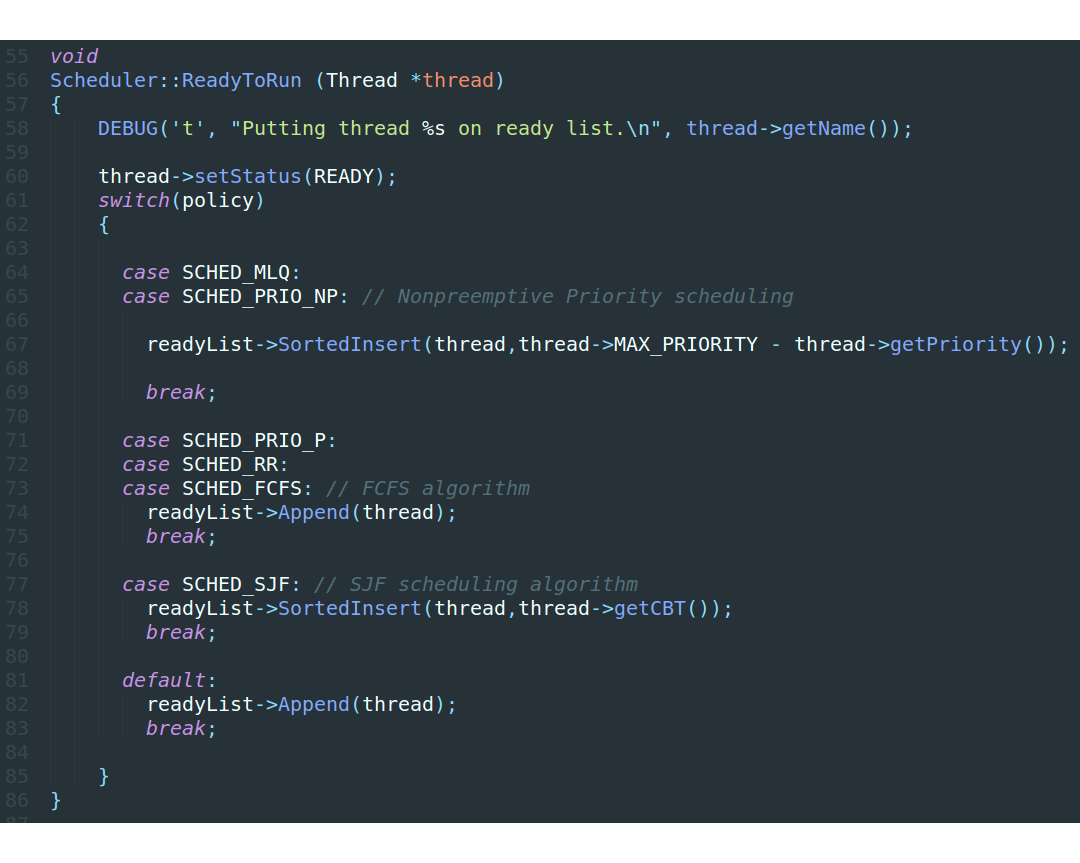 55 void
56 Scheduler::ReadyToRun (Thread *thread)
57 {
58 DEBUG('t', "Putting thread %s on ready list.\n", thread->getName());
59
60 thread->setStatus(READY);
61 switch(policy)
62 {
63
64 case SCHED_MLQ:
65 case SCHED_PRIO_NP: // Nonpreemptive Priority scheduling
66
67 readyList->SortedInsert(thread,thread->MAX_PRIORITY - thread->getPriority());
68
69 break;
70
71 case SCHED_PRIO_P:
72 case SCHED_RR:
73 case SCHED_FCFS: // FCFS algorithm
74 readyList->Append(thread);
75 break;
76
77 case SCHED_SJF: // SJF scheduling algorithm
78 readyList->SortedInsert(thread,thread->getCBT());
79 break;
80
81 default:
82 readyList->Append(thread);
83 break;
84
85 }
86 }
87